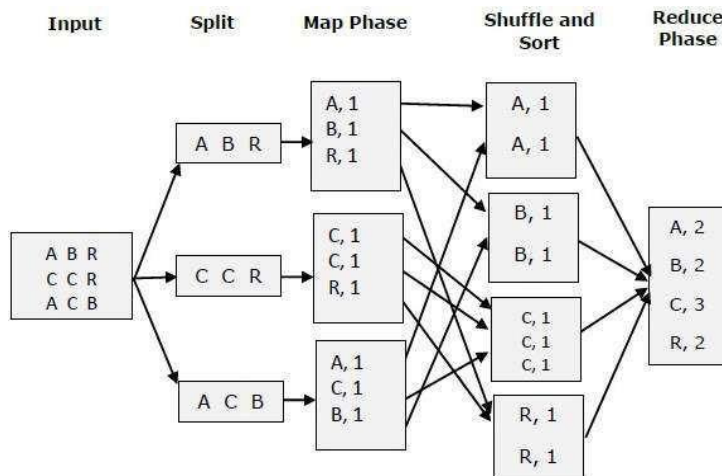 Input
Split
Map Phase
Shuffle and
Sort
Reduce
Phase
A B R
C C R
A C B
A B R
C C R
A C B
A, 1
B, 1
R, 1
C, 1
C, 1
R, 1
A, 1
C, 1
B, 1
A, 1
A, 1
B, 1
B, 1
C, 1
C, 1
C, 1
R, 1
R, 1
A, 2
B, 2
C, 3
R, 2